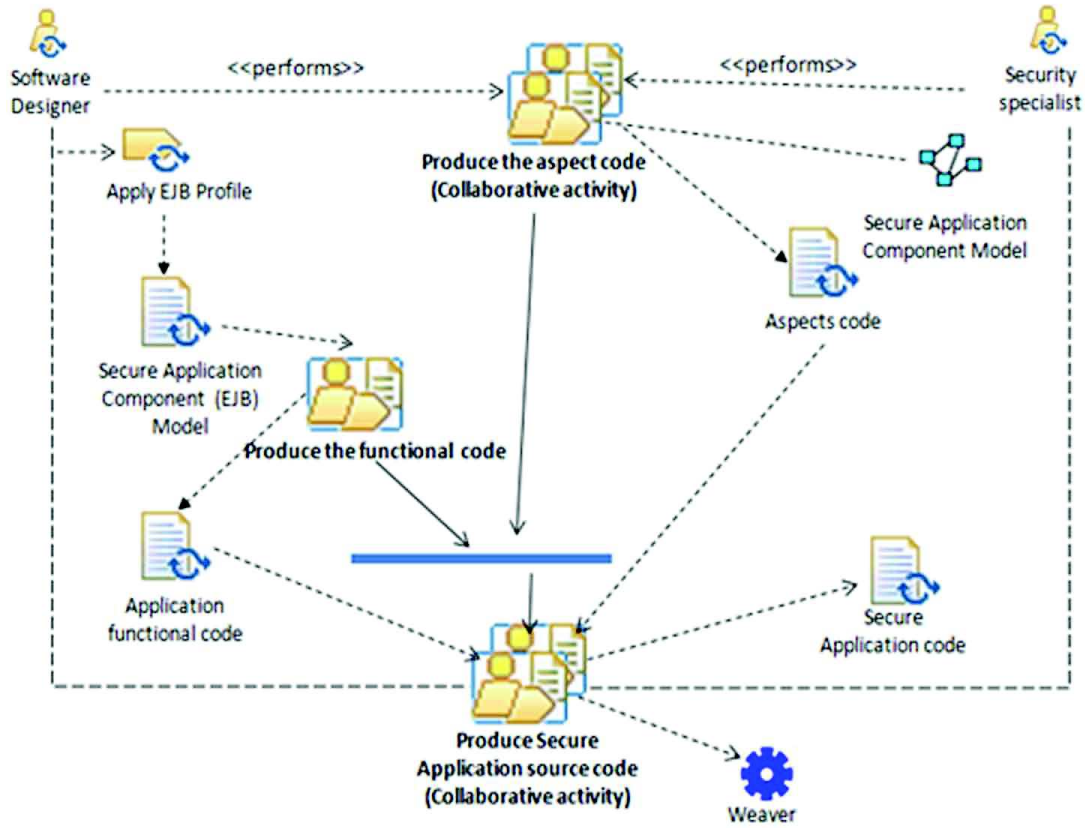 Software
Designer
<<performs>>
<<performs>>
Security
specialist
Produce the aspect code
(Collaborative activity)
Apply EJB Profile
Secure Application
Component Model
Aspects code
Secure Application
Component (EJB)
Model
Produce the functional code
Application
functional code
Secure
Application code
Produce Secure
Application source code
(Collaborative activity)
Weaver